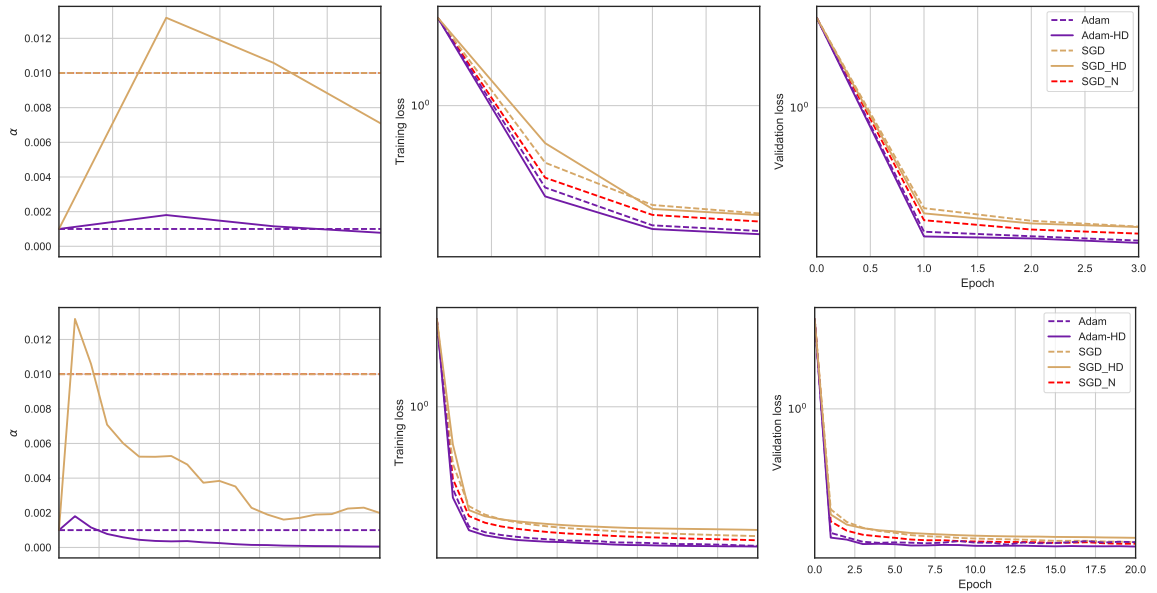 0.012
0.010
0.008
0.006
0.004
0.002
0.000
α
Training loss
10⁰
Validation loss
10⁰
Adam
Adam-HD
SGD
SGD_HD
SGD_N
0.0 0.5 1.0 1.5 2.0 2.5 3.0
Epoch
0.012
0.010
0.008
0.006
0.004
0.002
0.000
α
Training loss
10⁰
Validation loss
10⁰
Adam
Adam-HD
SGD
SGD_HD
SGD_N
0.0 2.5 5.0 7.5 10.0 12.5 15.0 17.5 20.0
Epoch